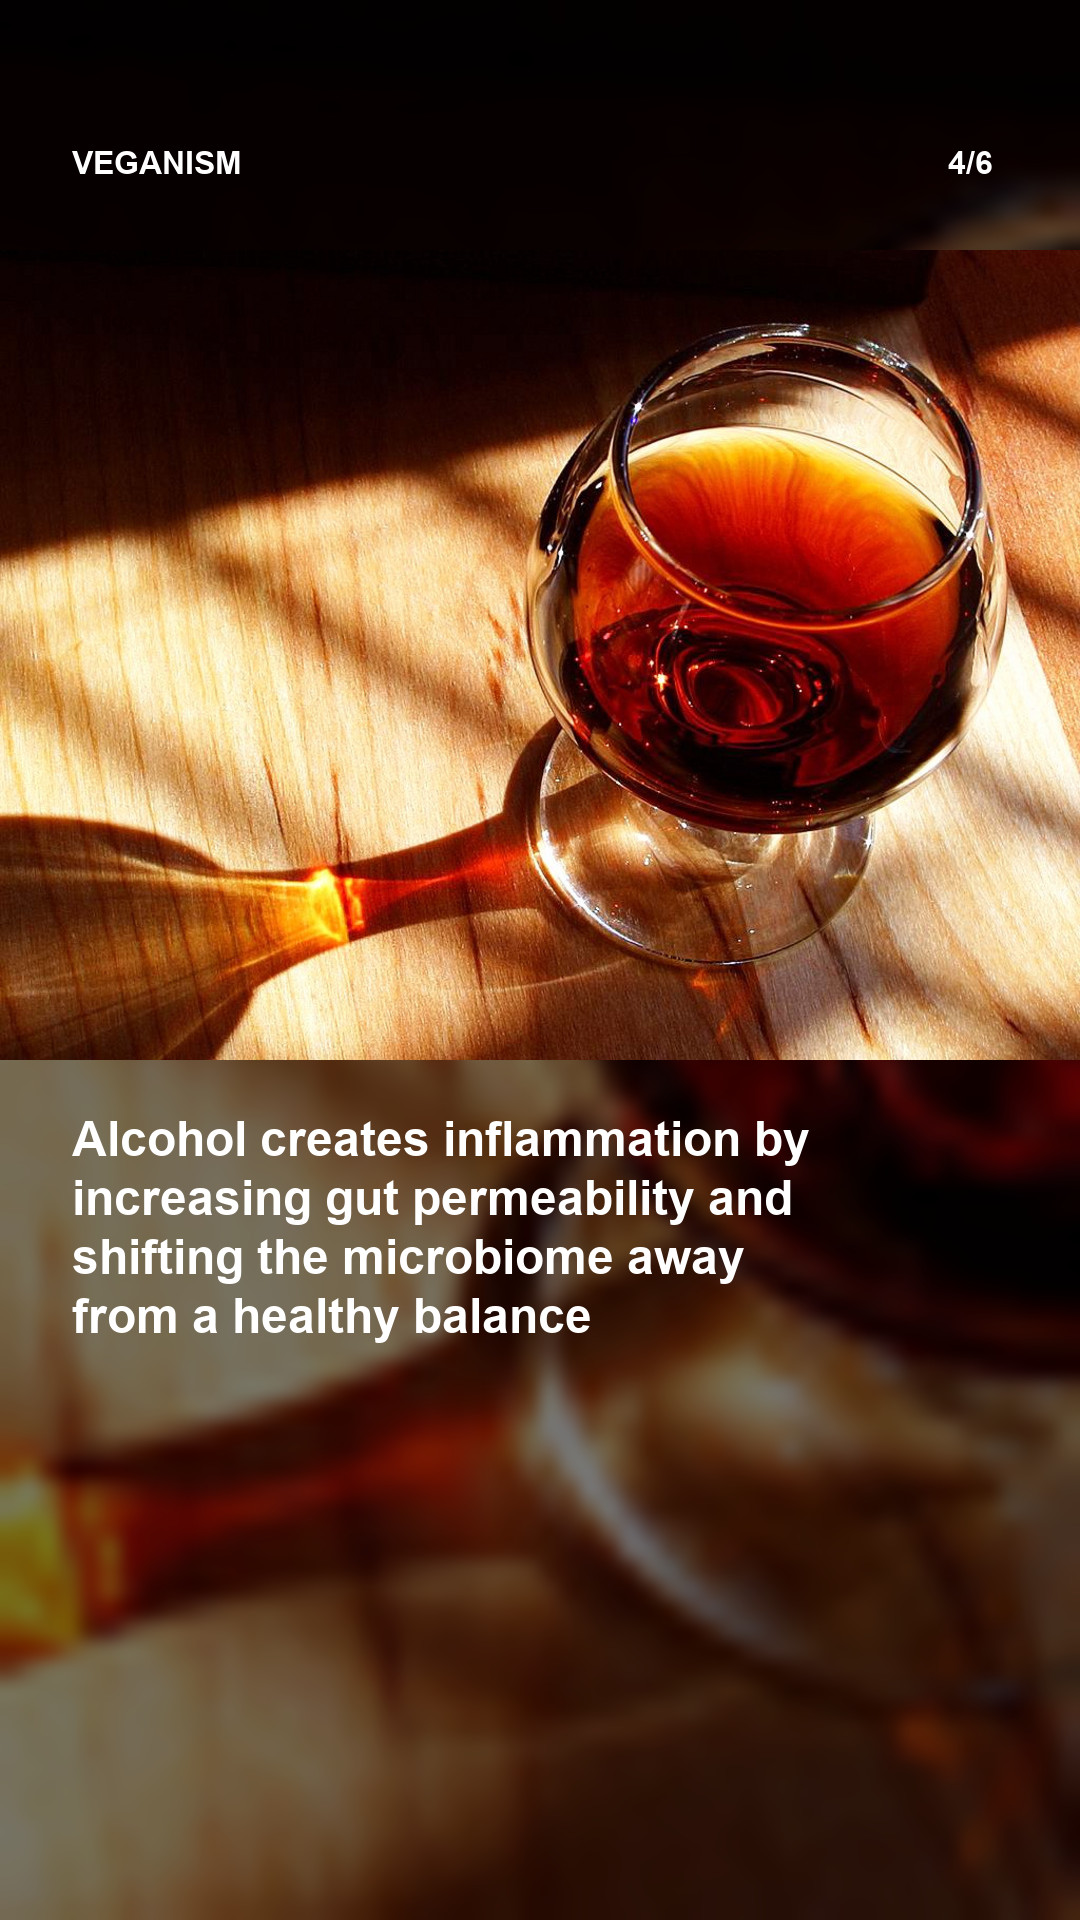 VEGANISM
4/6
Alcohol creates inflammation by
increasing gut permeability and
shifting the microbiome away
from a healthy balance